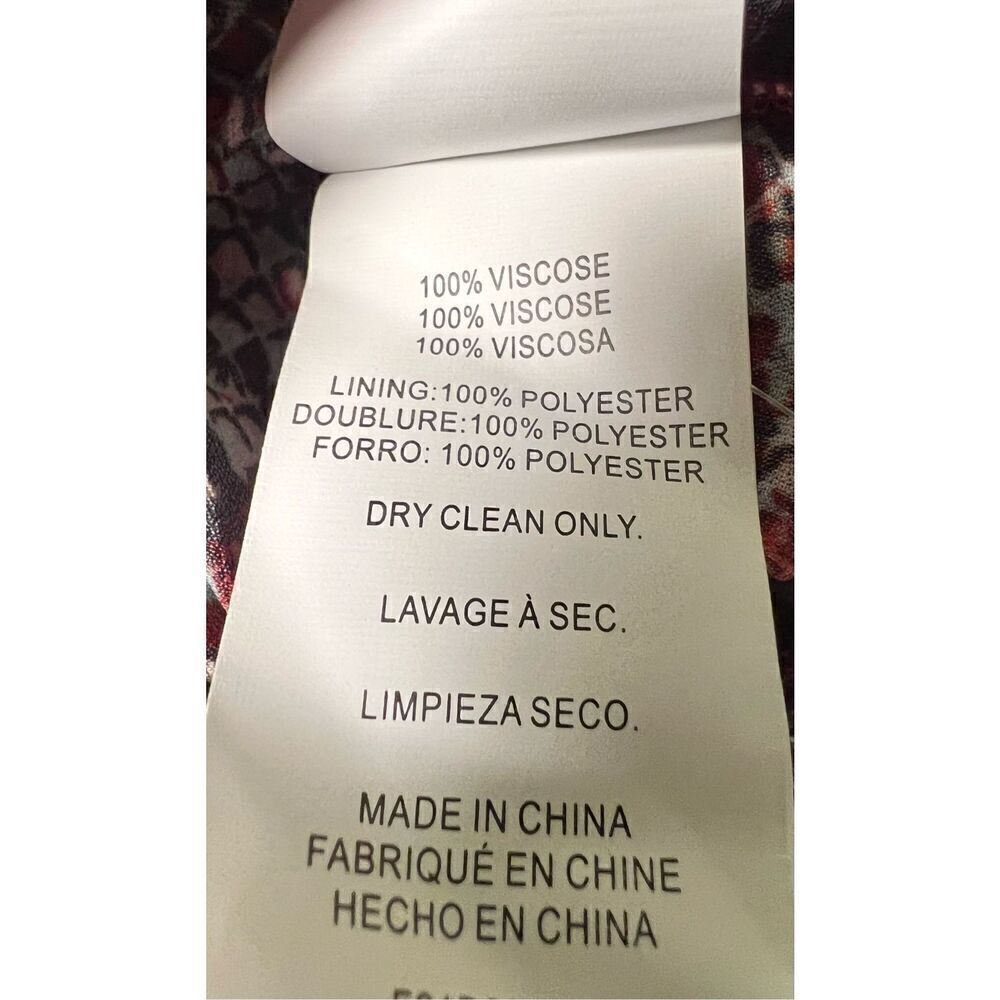 100% VISCOSE
100% VISCOSE
100% VISCOSA
LINING:100% POLYESTER
DOUBLURE:100% POLYESTER
FORRO: 100% POLYESTER
DRY CLEAN ONLY.
LAVAGE À SEC.
LIMPIEZA SECO.
MADE IN CHINA
FABRIQUÉ EN CHINE
HECHO EN CHINA